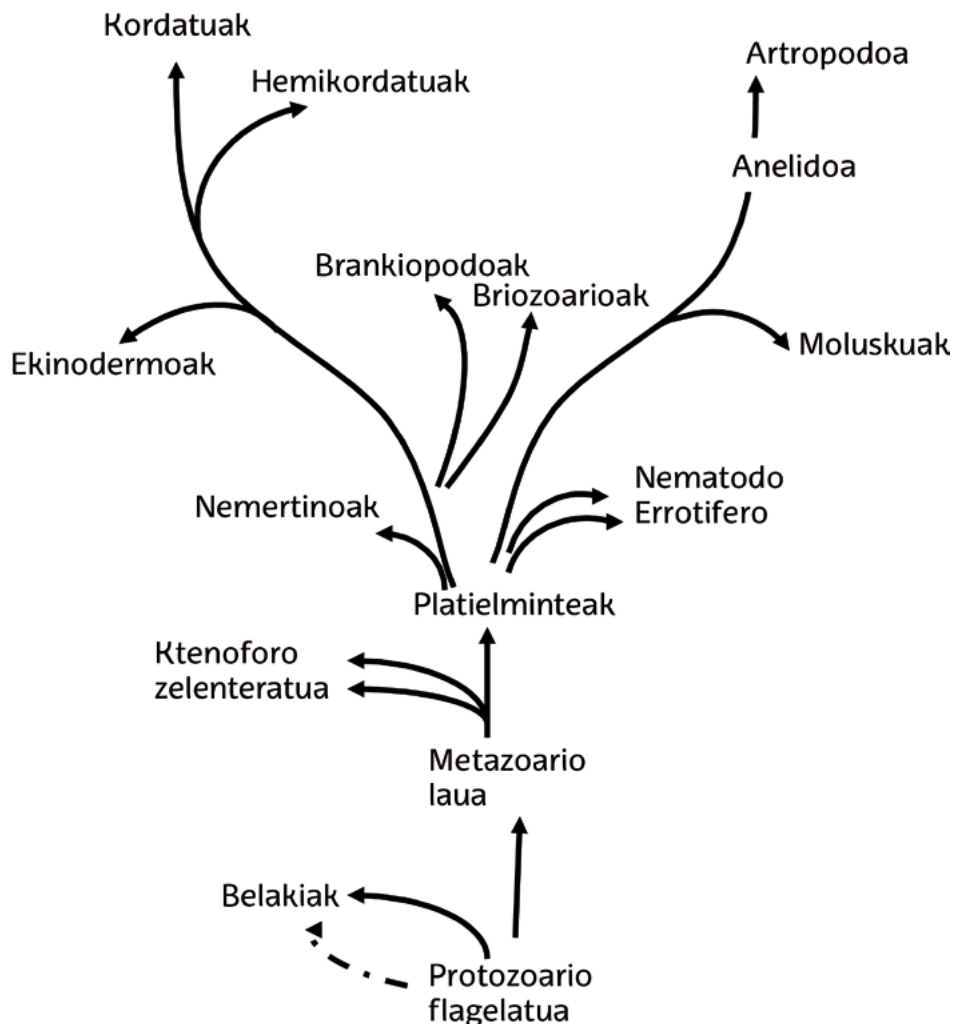 Kordatuak
Hemikordatuak
Artropodoa
Anelidoa
Brankiopodoak
Briozoarioak
Ekinodermoak
Moluskuak
Nematodo
Errotifero
Nemertinoak
Platielminteak
Ktenoforo
zelenteratua
Metazoario
laua
Belakiak
Protozoario
flagelatua